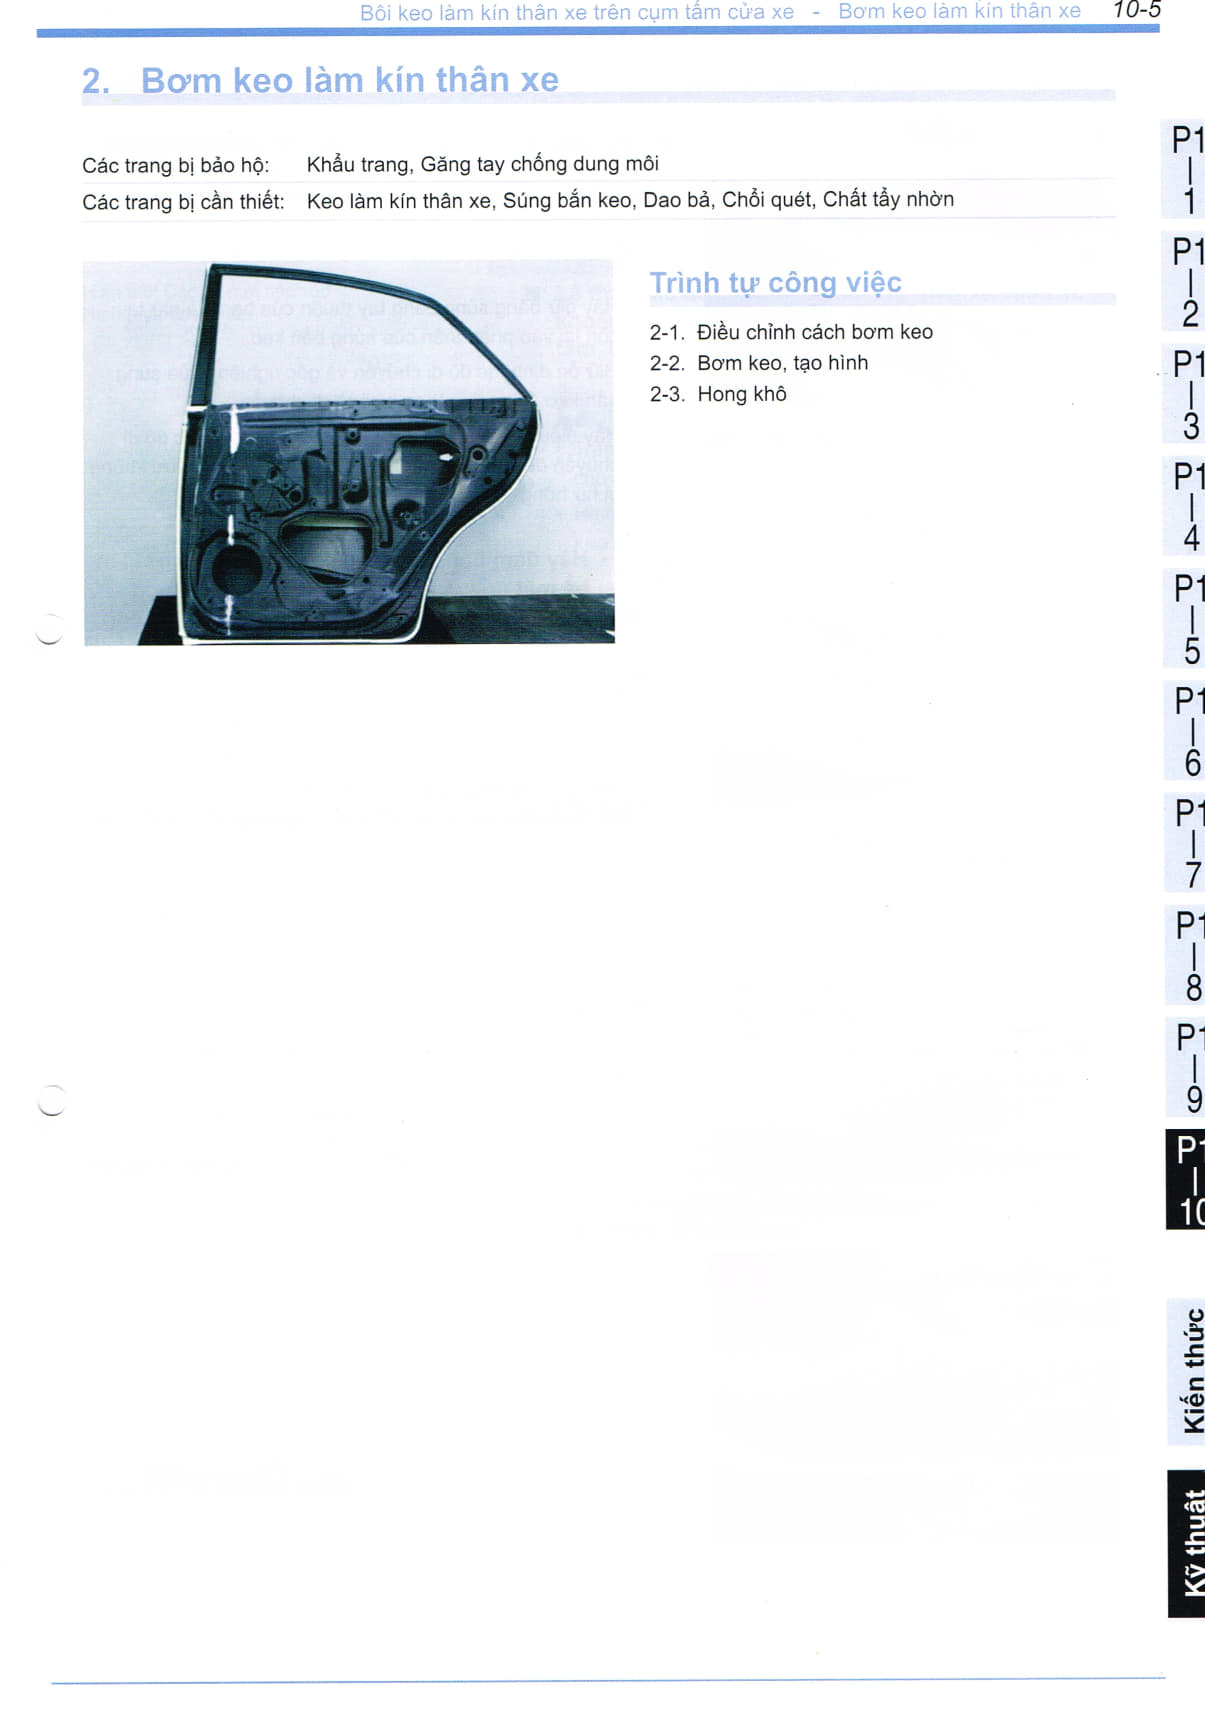 Bôi keo làm kín thân xe trên cụm tấm cửa xe - Bơm keo làm kín thân xe 10-5
2. Bơm keo làm kín thân xe
Các trang bị bảo hộ: Khẩu trang, Găng tay chống dung môi
Các trang bị cần thiết: Keo làm kín thân xe, Súng bắn keo, Dao bả, Chổi quét, Chất tẩy nhờn
Trình tự công việc
2-1. Điều chỉnh cách bơm keo
2-2. Bơm keo, tạo hình
2-3. Hong khô
P1
|
1
P1
|
2
P1
|
3
P1
|
4
P1
|
5
P1
|
6
P1
|
7
P1
|
8
P1
|
9
P1
|
10
Kiến thức
Kỹ thuật